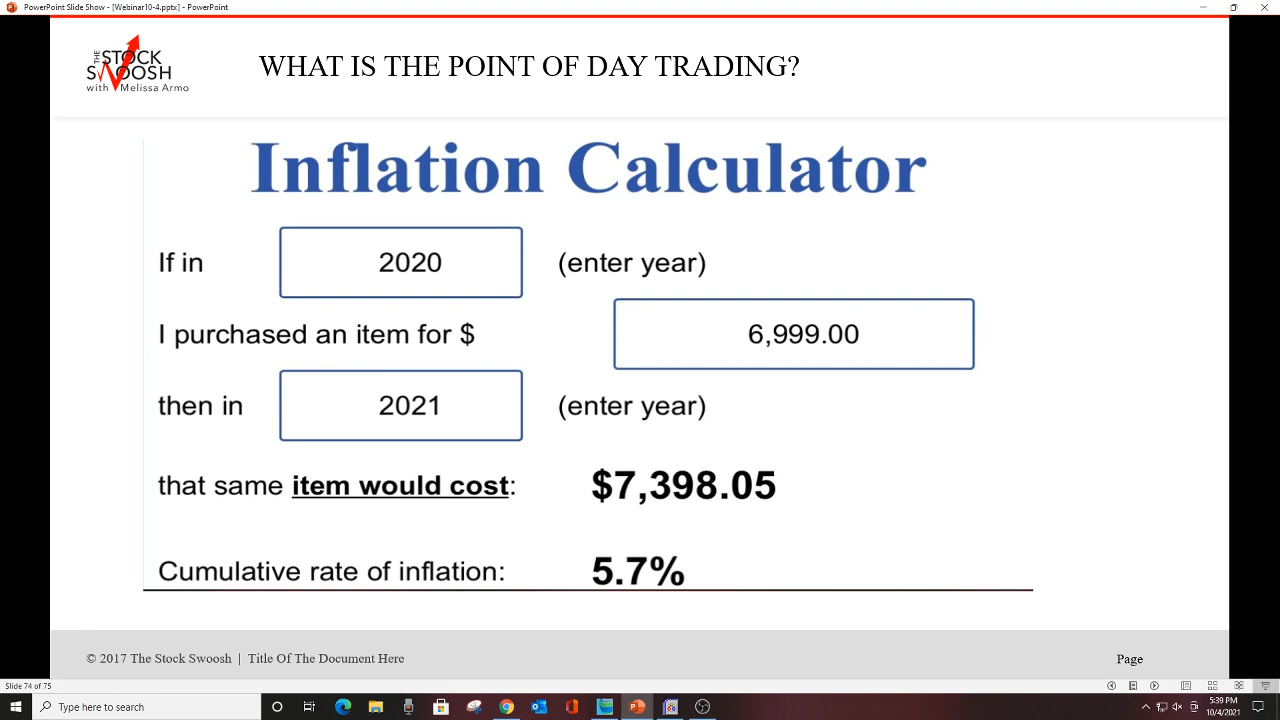 PowerPoint Slide Show - [Webinar10-4.pptx] - PowerPoint
THE STOCK
SWOOSH
with Melissa Armo
WHAT IS THE POINT OF DAY TRADING?
Inflation Calculator
If in 2020 (enter year)
I purchased an item for $ 6,999.00
then in 2021 (enter year)
that same item would cost: $7,398.05
Cumulative rate of inflation: 5.7%
© 2017 The Stock Swoosh | Title Of The Document Here
Page
Slide 74 of 75
Type here to search
5:39 PM
10/4/2021